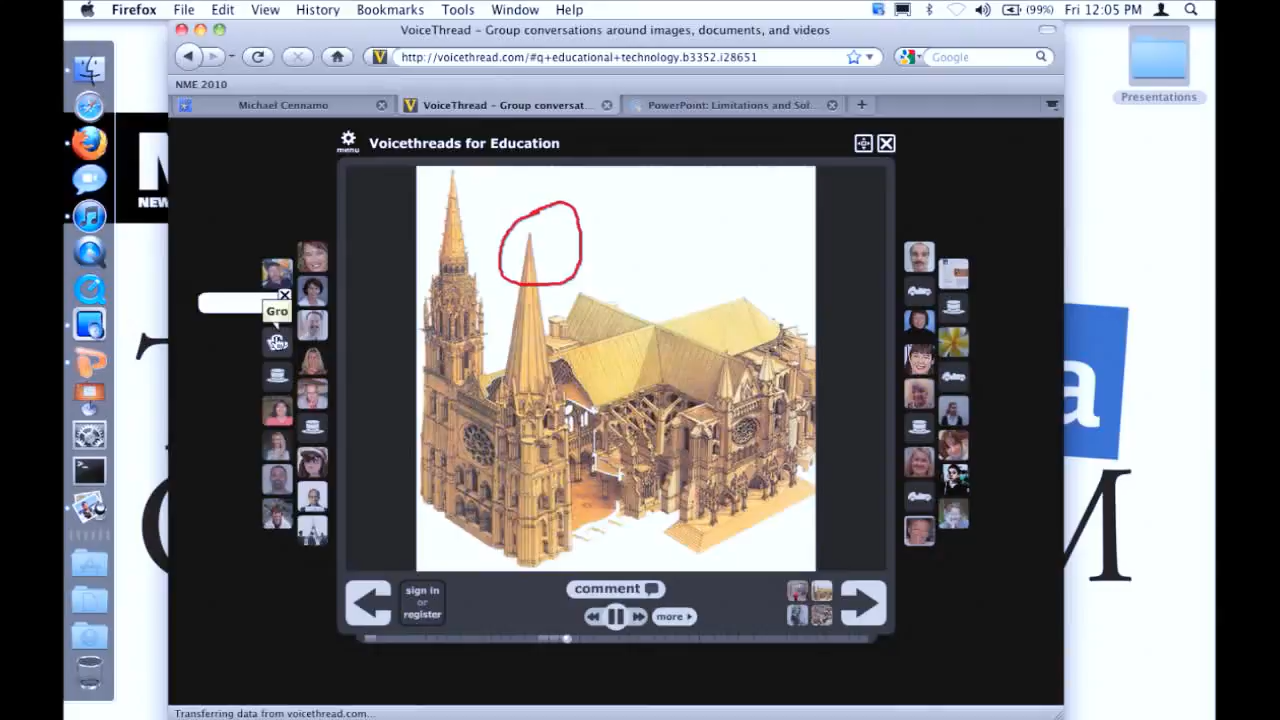 Firefox File Edit View History Bookmarks Tools Window Help (99%) Fri 12:05 PM
VoiceThread - Group conversations around images, documents, and videos
http://voicethread.com/#q+educational+technology.b3352.i28651 Google
NME 2010
Michael Cennamo VoiceThread - Group conversat... PowerPoint: Limitations and Sol...
Presentations
menu Voicethreads for Education
NEW
Gro
a
M
sign in
or
register
comment
more
Transferring data from voicethread.com...